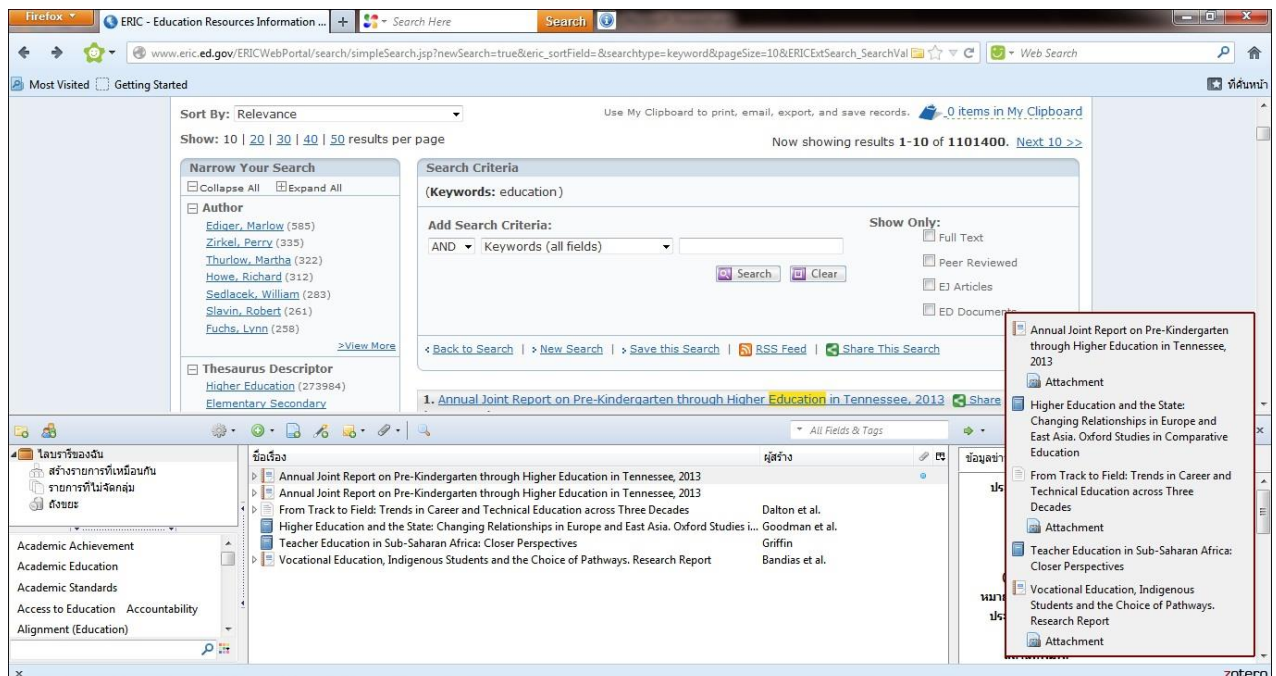 Firefox
ERIC - Education Resources Information ...
Search Here
Search
www.eric.ed.gov/ERICWebPortal/search/simpleSearch.jsp?newSearch=true&eric_sortField=&searchtype=keyword&pageSize=10&ERICExtSearch_SearchVal
Web Search
Most Visited Getting Started
ที่คั่นหน้า
Sort By: Relevance
Use My Clipboard to print, email, export, and save records. 0 items in My Clipboard
Show: 10 | 20 | 30 | 40 | 50 results per page
Now showing results 1-10 of 1101400. Next 10 >>
Narrow Your Search
Collapse All Expand All
Author
Ediger, Marlow (585)
Zirkel, Perry (335)
Thurlow, Martha (322)
Howe, Richard (312)
Sedlacek, William (283)
Slavin, Robert (261)
Fuchs, Lynn (258)
>View More
Thesaurus Descriptor
Higher Education (273984)
Elementary Secondary
Search Criteria
(Keywords: education)
Add Search Criteria:
AND Keywords (all fields)
Search Clear
Show Only:
Full Text
Peer Reviewed
EJ Articles
ED Documents
Back to Search | New Search | Save this Search | RSS Feed | Share This Search
1. Annual Joint Report on Pre-Kindergarten through Higher Education in Tennessee, 2013 Share
Annual Joint Report on Pre-Kindergarten
through Higher Education in Tennessee,
2013
Attachment
Higher Education and the State:
Changing Relationships in Europe and
East Asia. Oxford Studies in Comparative
Education
From Track to Field: Trends in Career and
Technical Education across Three
Decades
Attachment
Teacher Education in Sub-Saharan Africa:
Closer Perspectives
Vocational Education, Indigenous
Students and the Choice of Pathways.
Research Report
Attachment
All Fields & Tags
ไลบรารีของฉัน
สร้างรายการที่เหมือนกัน
รายการที่ไม่จัดกลุ่ม
ถังขยะ
Academic Achievement
Academic Education
Academic Standards
Access to Education Accountability
Alignment (Education)
ชื่อเรื่อง ผู้สร้าง
Annual Joint Report on Pre-Kindergarten through Higher Education in Tennessee, 2013
Annual Joint Report on Pre-Kindergarten through Higher Education in Tennessee, 2013
From Track to Field: Trends in Career and Technical Education across Three Decades Dalton et al.
Higher Education and the State: Changing Relationships in Europe and East Asia. Oxford Studies i... Goodman et al.
Teacher Education in Sub-Saharan Africa: Closer Perspectives Griffin
Vocational Education, Indigenous Students and the Choice of Pathways. Research Report Bandias et al.
zotero